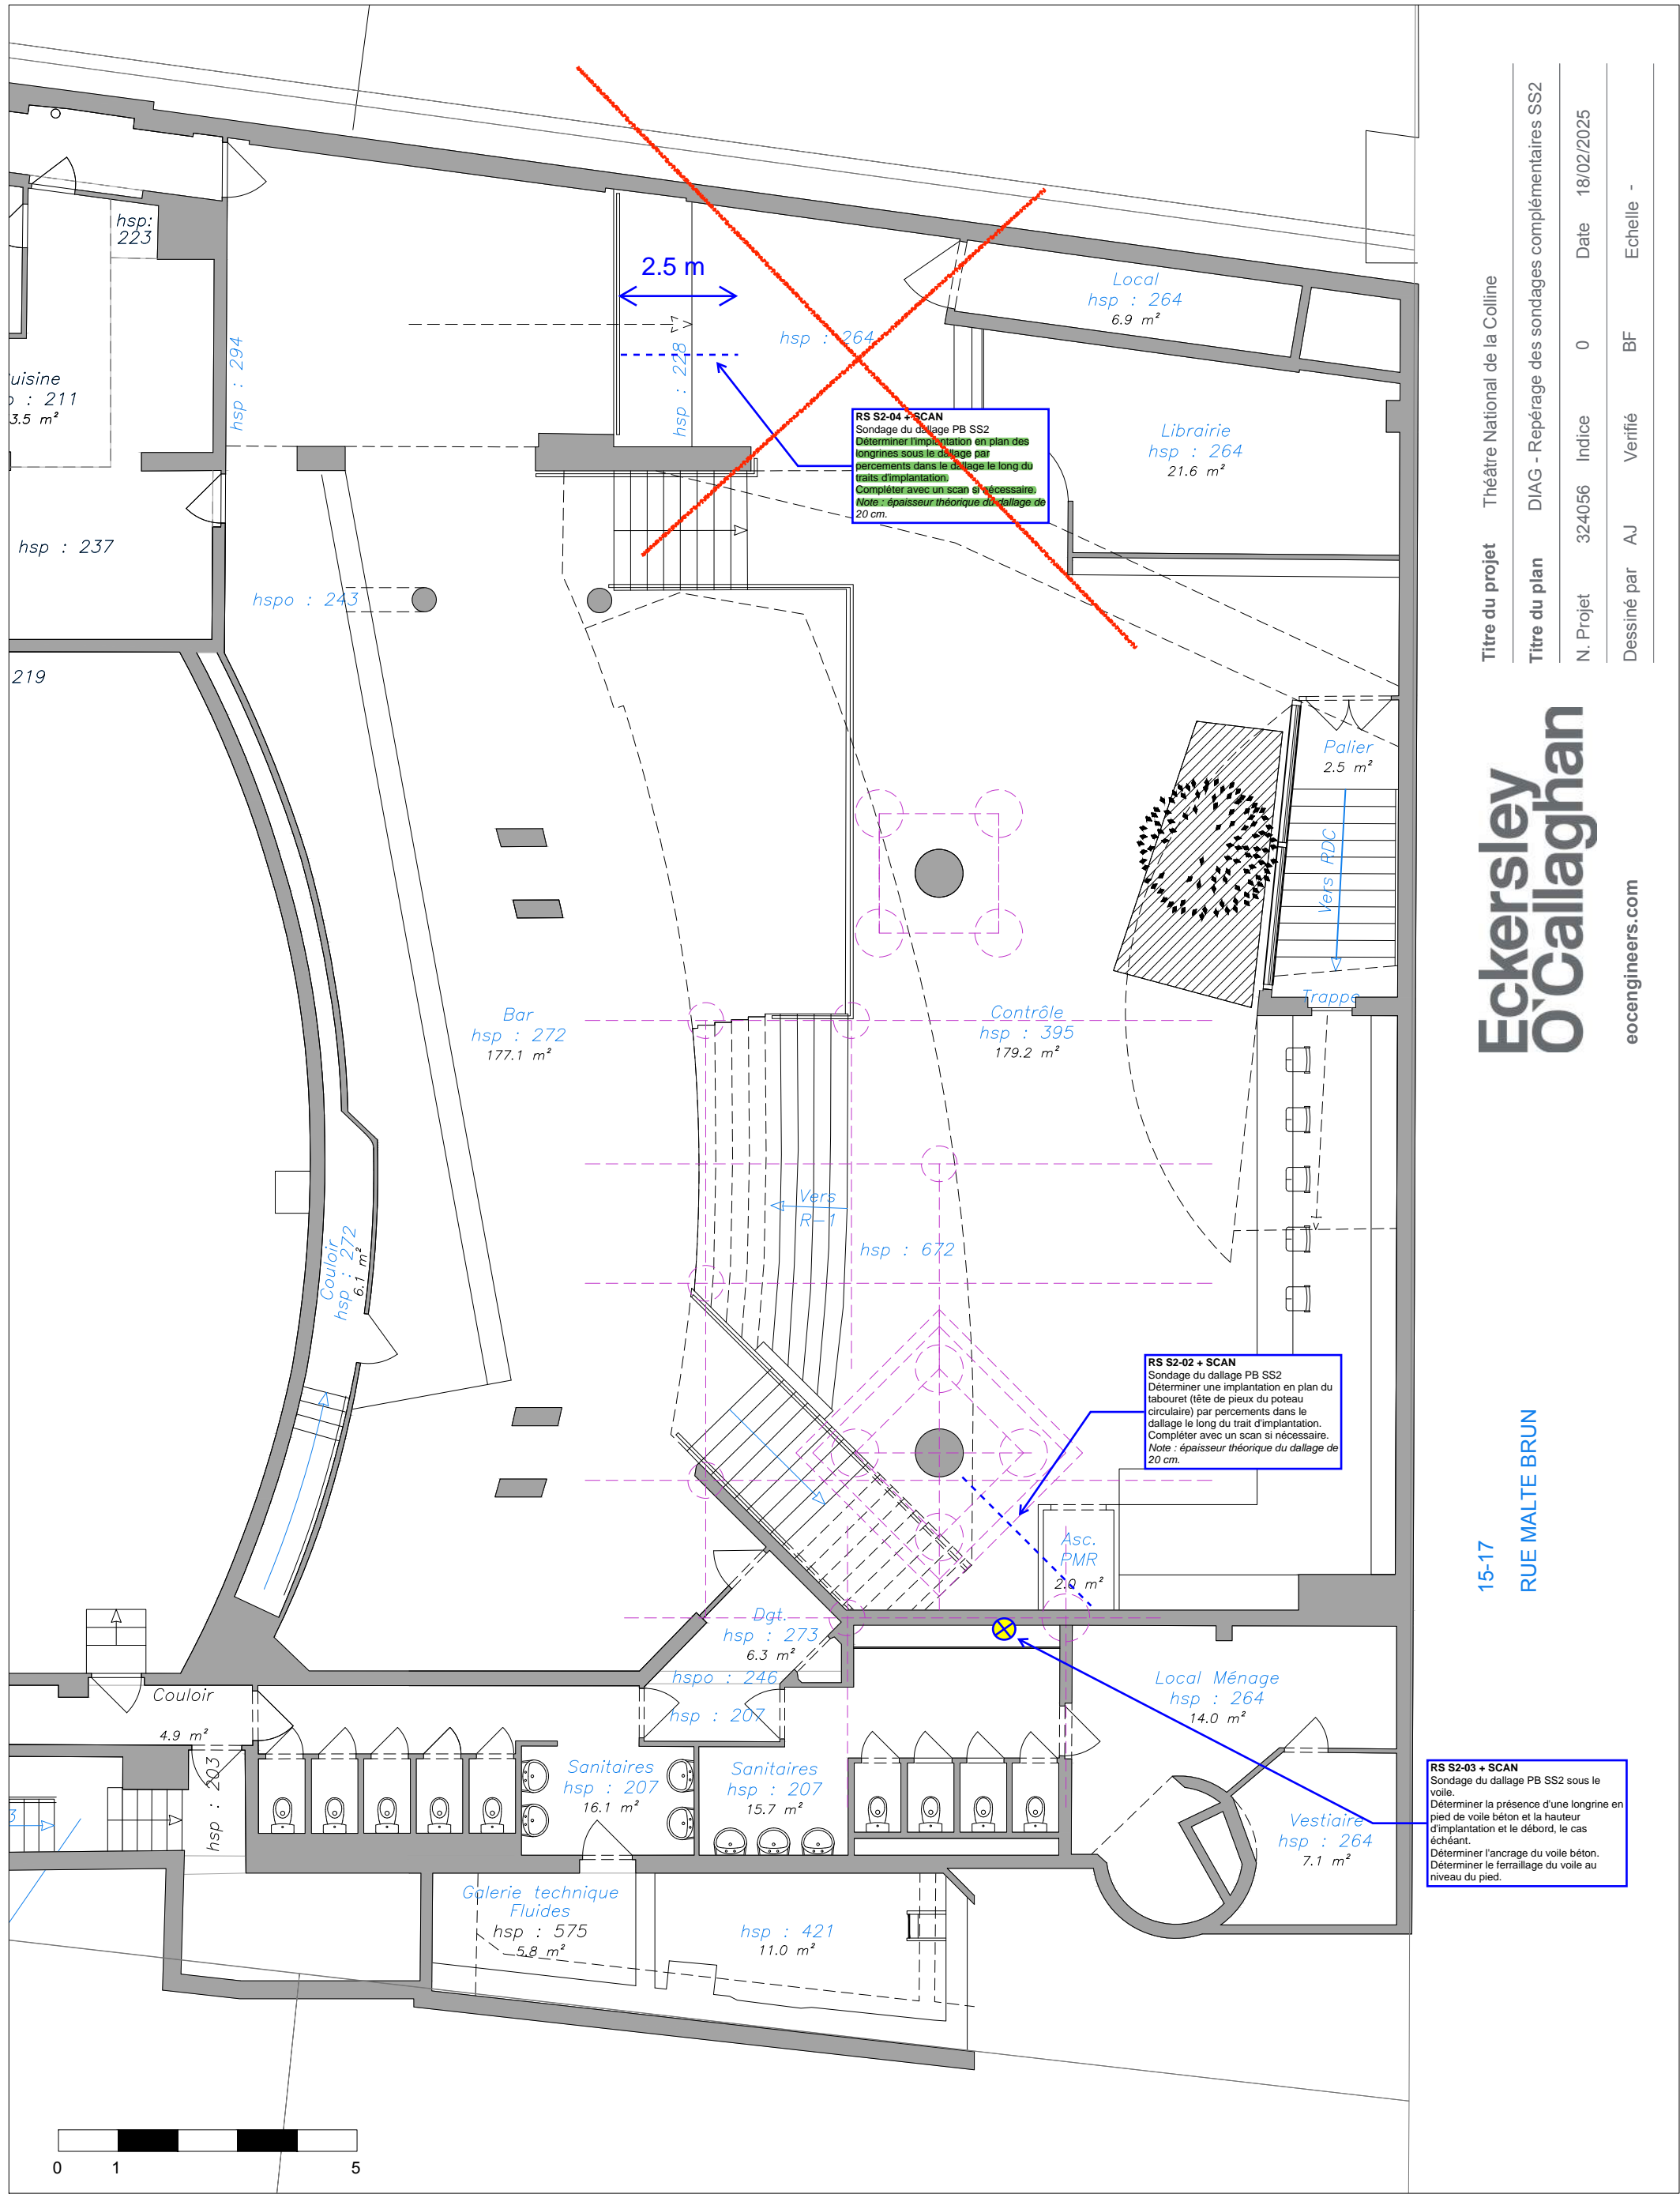 hsp:
223
hsp : 294
uisine
: 211
3.5 m²
hsp : 237
219
hspo : 243
2.5 m
hsp : 228
hsp : 264
Local
hsp : 264
6.9 m²
RS S2-04 + SCAN
Sondage du dallage PB SS2
Déterminer l'implantation en plan des
longrines sous le dallage par
percements dans le dallage le long du
traits d'implantation.
Compléter avec un scan si nécessaire.
Note : épaisseur théorique du dallage de
20 cm.
Librairie
hsp : 264
21.6 m²
Palier
2.5 m²
Vers RDC
Trappe
Bar
hsp : 272
177.1 m²
Contrôle
hsp : 395
179.2 m²
Vers
R-1
hsp : 672
Couloir
hsp : 272
6.1 m²
RS S2-02 + SCAN
Sondage du dallage PB SS2
Déterminer une implantation en plan du
tabouret (tête de pieux du poteau
circulaire) par percements dans le
dallage le long du trait d'implantation.
Compléter avec un scan si nécessaire.
Note : épaisseur théorique du dallage de
20 cm.
Asc.
PMR
2.0 m²
Dgt.
hsp : 273
6.3 m²
hspo : 246
hsp : 207
Couloir
4.9 m²
hsp : 203
Sanitaires
hsp : 207
16.1 m²
Sanitaires
hsp : 207
15.7 m²
Local Ménage
hsp : 264
14.0 m²
Vestiaire
hsp : 264
7.1 m²
RS S2-03 + SCAN
Sondage du dallage PB SS2 sous le
voile.
Déterminer la présence d'une longrine en
pied de voile béton et la hauteur
d'implantation et le débord, le cas
échéant.
Déterminer l'ancrage du voile béton.
Déterminer le ferraillage du voile au
niveau du pied.
Galerie technique
Fluides
hsp : 575
5.8 m²
hsp : 421
11.0 m²
0 1 5
Titre du projet Théâtre National de la Colline
Titre du plan DIAG - Repérage des sondages complémentaires SS2
N. Projet 324056 Indice 0 Date 18/02/2025
Dessiné par AJ Verifié BF Echelle -
Eckersley
O'Callaghan
eocengineers.com
15-17
RUE MALTE BRUN